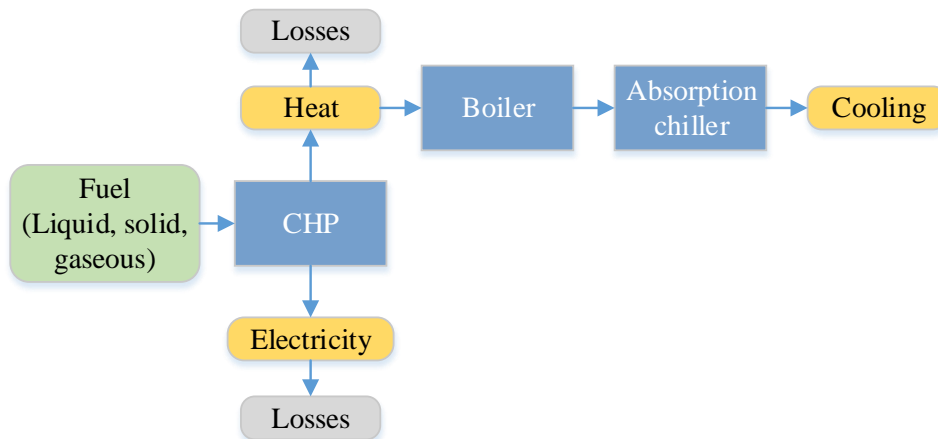 Losses
Heat
Boiler
Absorption
chiller
Cooling
Fuel
(Liquid, solid,
gaseous)
CHP
Electricity
Losses